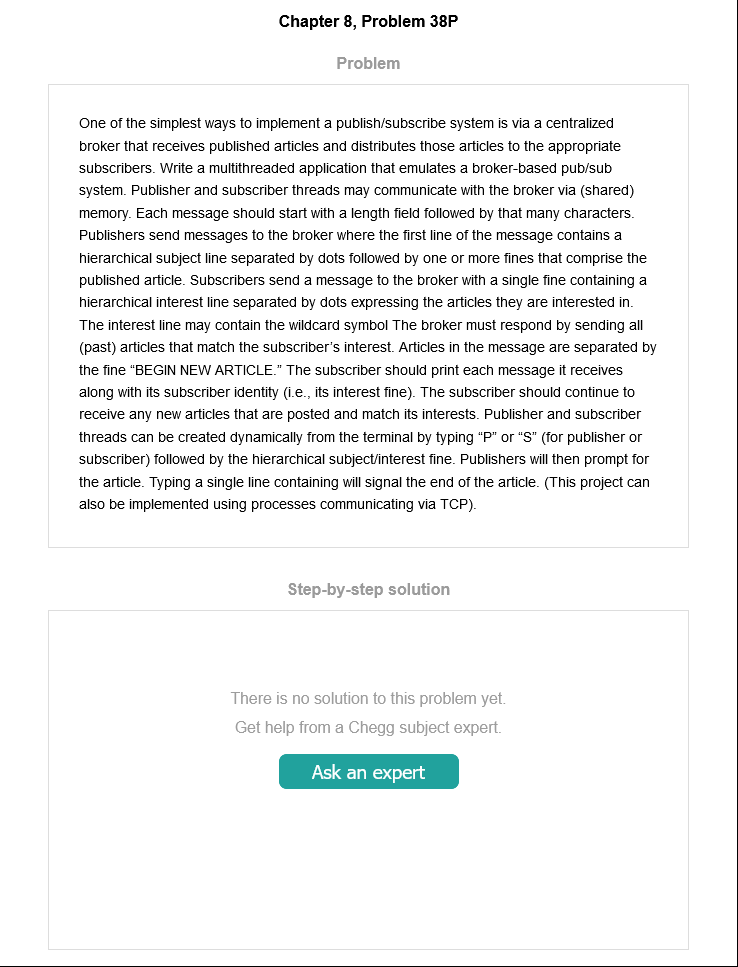 Chapter 8, Problem 38P
Problem
One of the simplest ways to implement a publish/subscribe system is via a centralized
broker that receives published articles and distributes those articles to the appropriate
subscribers. Write a multithreaded application that emulates a broker-based pub/sub
system. Publisher and subscriber threads may communicate with the broker via (shared)
memory. Each message should start with a length field followed by that many characters.
Publishers send messages to the broker where the first line of the message contains a
hierarchical subject line separated by dots followed by one or more fines that comprise the
published article. Subscribers send a message to the broker with a single fine containing a
hierarchical interest line separated by dots expressing the articles they are interested in.
The interest line may contain the wildcard symbol The broker must respond by sending all
(past) articles that match the subscriber's interest. Articles in the message are separated by
the fine “BEGIN NEW ARTICLE.” The subscriber should print each message it receives
along with its subscriber identity (i.e., its interest fine). The subscriber should continue to
receive any new articles that are posted and match its interests. Publisher and subscriber
threads can be created dynamically from the terminal by typing “P” or “S” (for publisher or
subscriber) followed by the hierarchical subject/interest fine. Publishers will then prompt for
the article. Typing a single line containing will signal the end of the article. (This project can
also be implemented using processes communicating via TCP).
Step-by-step solution
There is no solution to this problem yet.
Get help from a Chegg subject expert.
Ask an expert